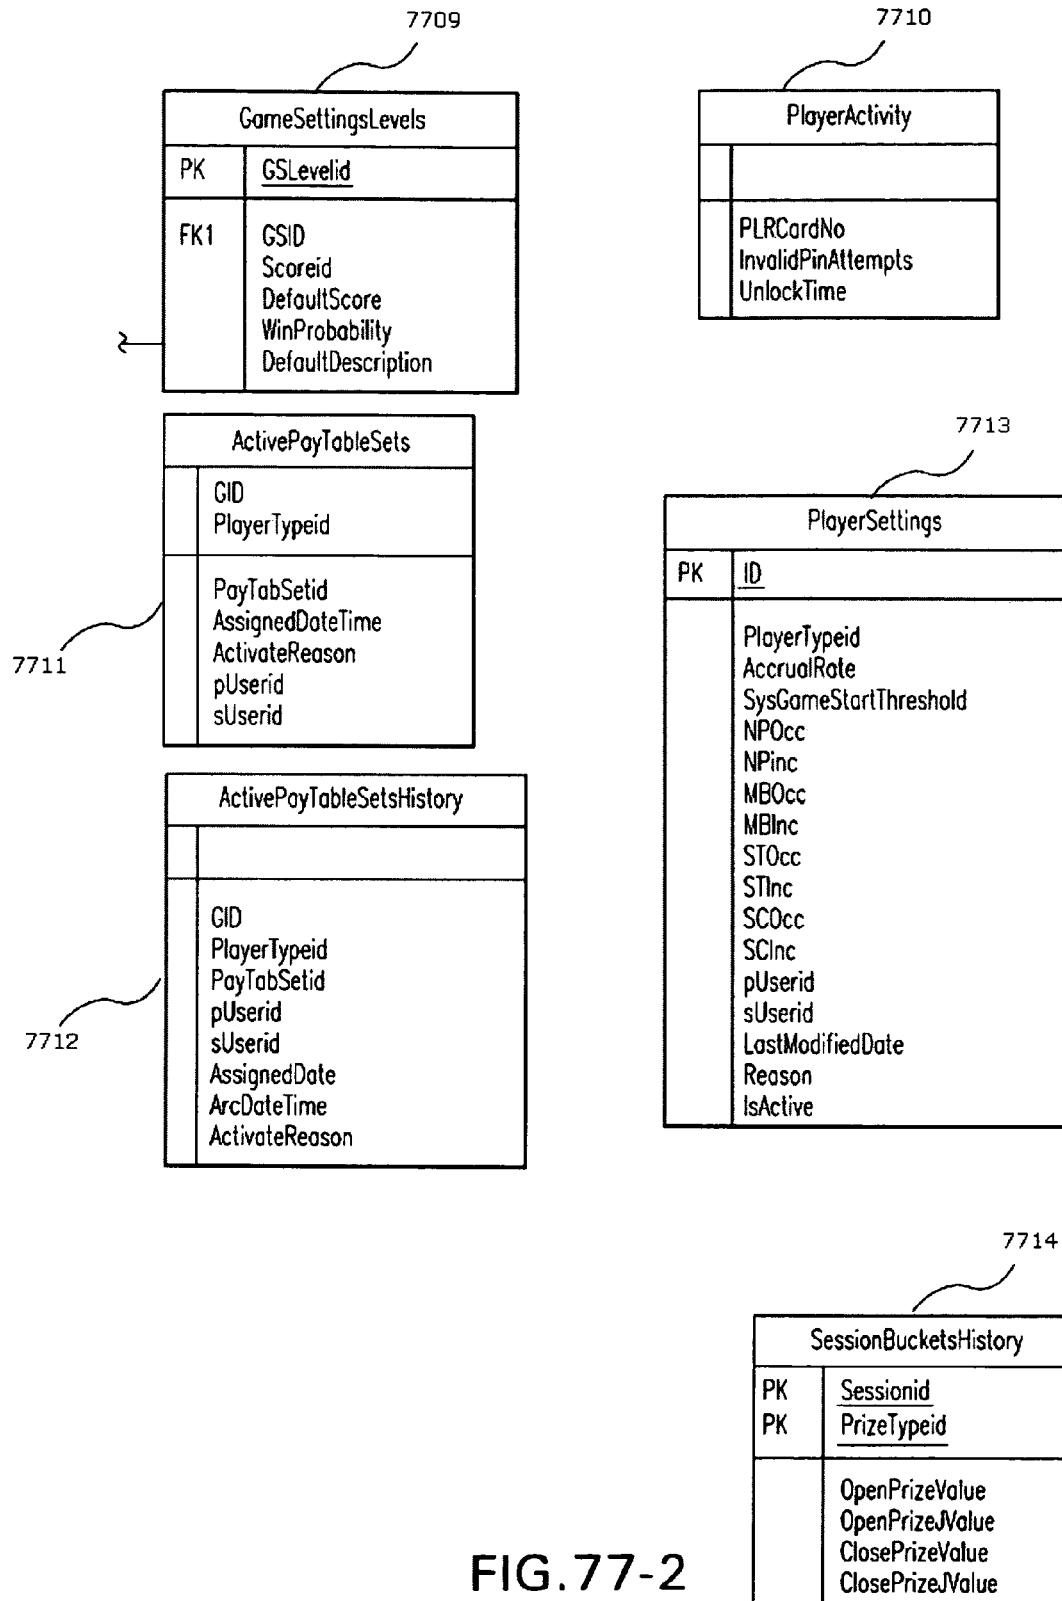 7709
GameSettingsLevels
PK GSLevelid
FK1 GSID
Scoreid
DefaultScore
WinProbability
DefaultDescription
7710
PlayerActivity
PLRCardNo
InvalidPinAttempts
UnlockTime
ActivePayTableSets
GID
PlayerTypeid
PayTabSetid
AssignedDateTime
ActivateReason
pUserid
sUserid
7711
7713
PlayerSettings
PK ID
PlayerTypeid
AccrualRate
SysGameStartThreshold
NPOcc
NPinc
MBOcc
MBInc
STOcc
STInc
SCOcc
SCInc
pUserid
sUserid
LastModifiedDate
Reason
IsActive
ActivePayTableSetsHistory
GID
PlayerTypeid
PayTabSetid
pUserid
sUserid
AssignedDate
ArcDateTime
ActivateReason
7712
7714
SessionBucketsHistory
PK Sessionid
PK PrizeTypeid
OpenPrizeValue
OpenPrizeJValue
ClosePrizeValue
ClosePrizeJValue
FIG.77-2